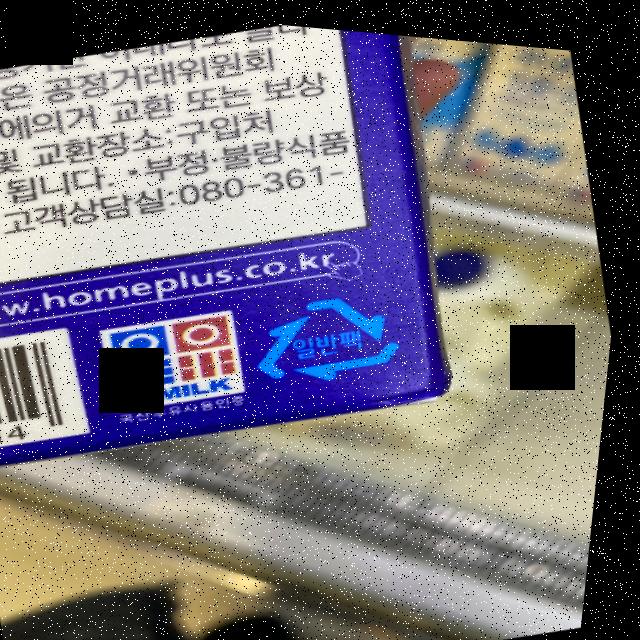 공정거래위원회
에의거 교환 또는 보상
및 교환장소:구입처
됩니다. ·부정·불량식품
고객상담실:080-361-
w.homeplus.co.kr
일반팩
MILK
4